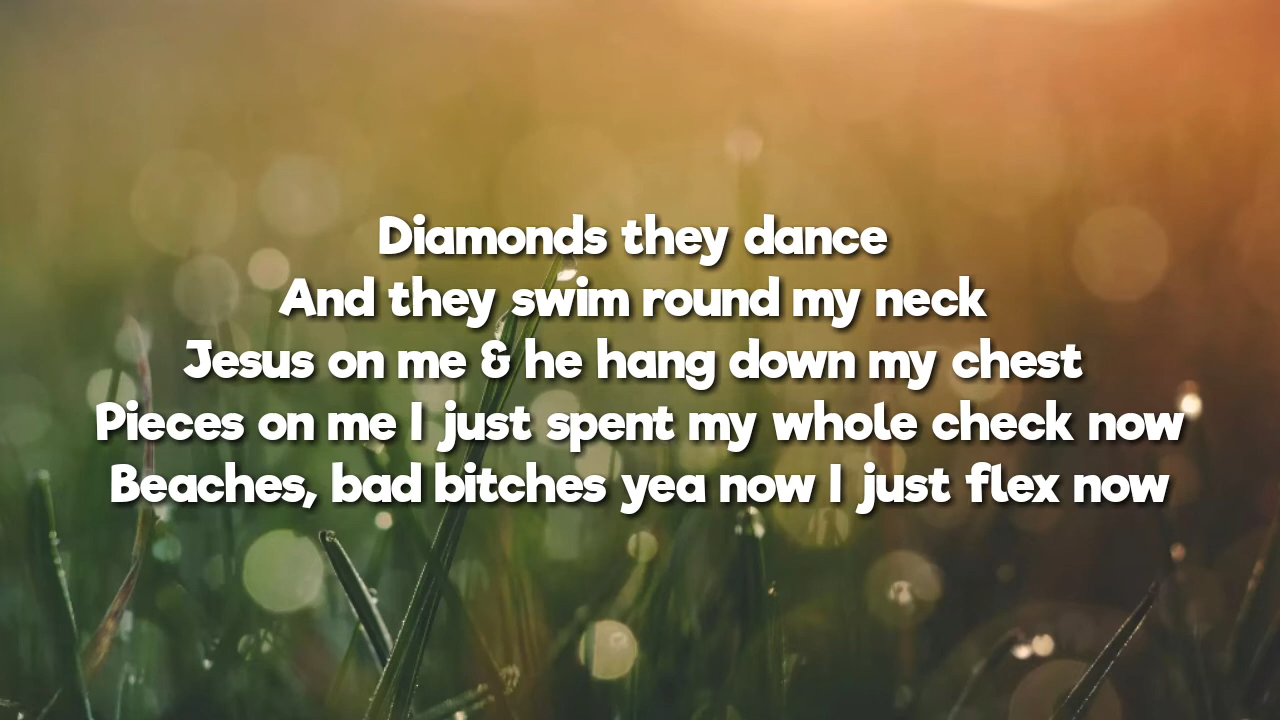 Diamonds they dance
And they swim round my neck
Jesus on me & he hang down my chest
Pieces on me I just spent my whole check now
Beaches, bad bitches yea now I just flex now